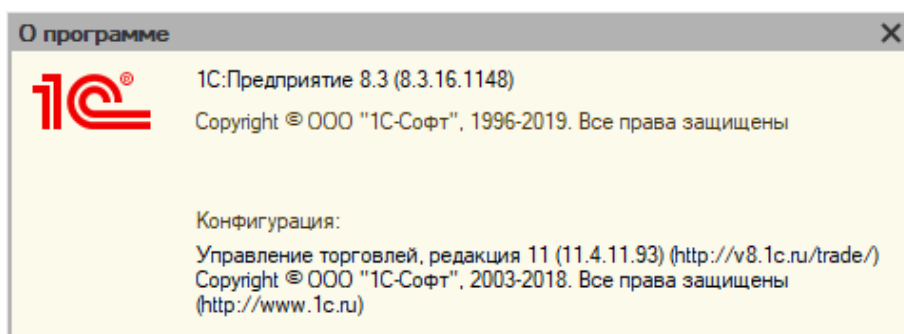 О программе
1С®
1С:Предприятие 8.3 (8.3.16.1148)
Copyright © ООО "1С-Софт", 1996-2019. Все права защищены
Конфигурация:
Управление торговлей, редакция 11 (11.4.11.93) (http://v8.1c.ru/trade/)
Copyright © ООО "1С-Софт", 2003-2018. Все права защищены
(http://www.1c.ru)